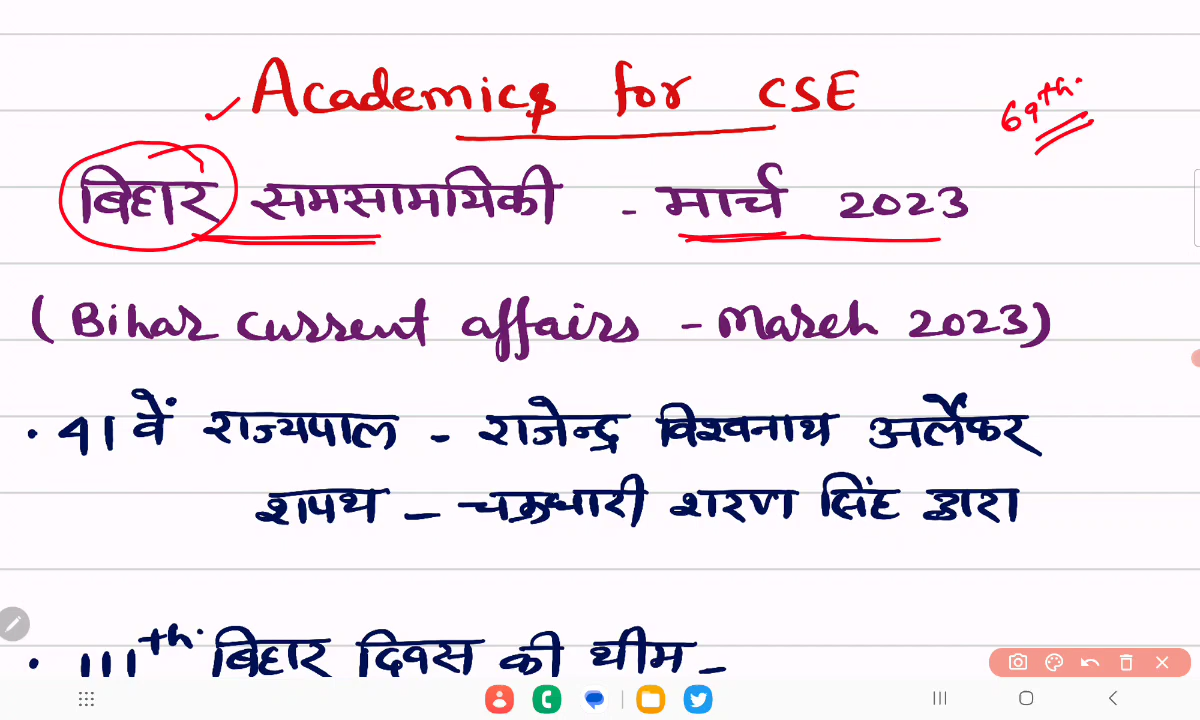 Academics for CSE
69th.
बिहार समसामयिकी - मार्च 2023
(Bihar current affairs - March 2023)
. 41 वें राज्यपाल - राजेन्द्र विश्वनाथ अर्लेकर
शपथ - चक्रधारी शरण सिंह द्वारा
. 111th. बिहार दिवस की थीम -